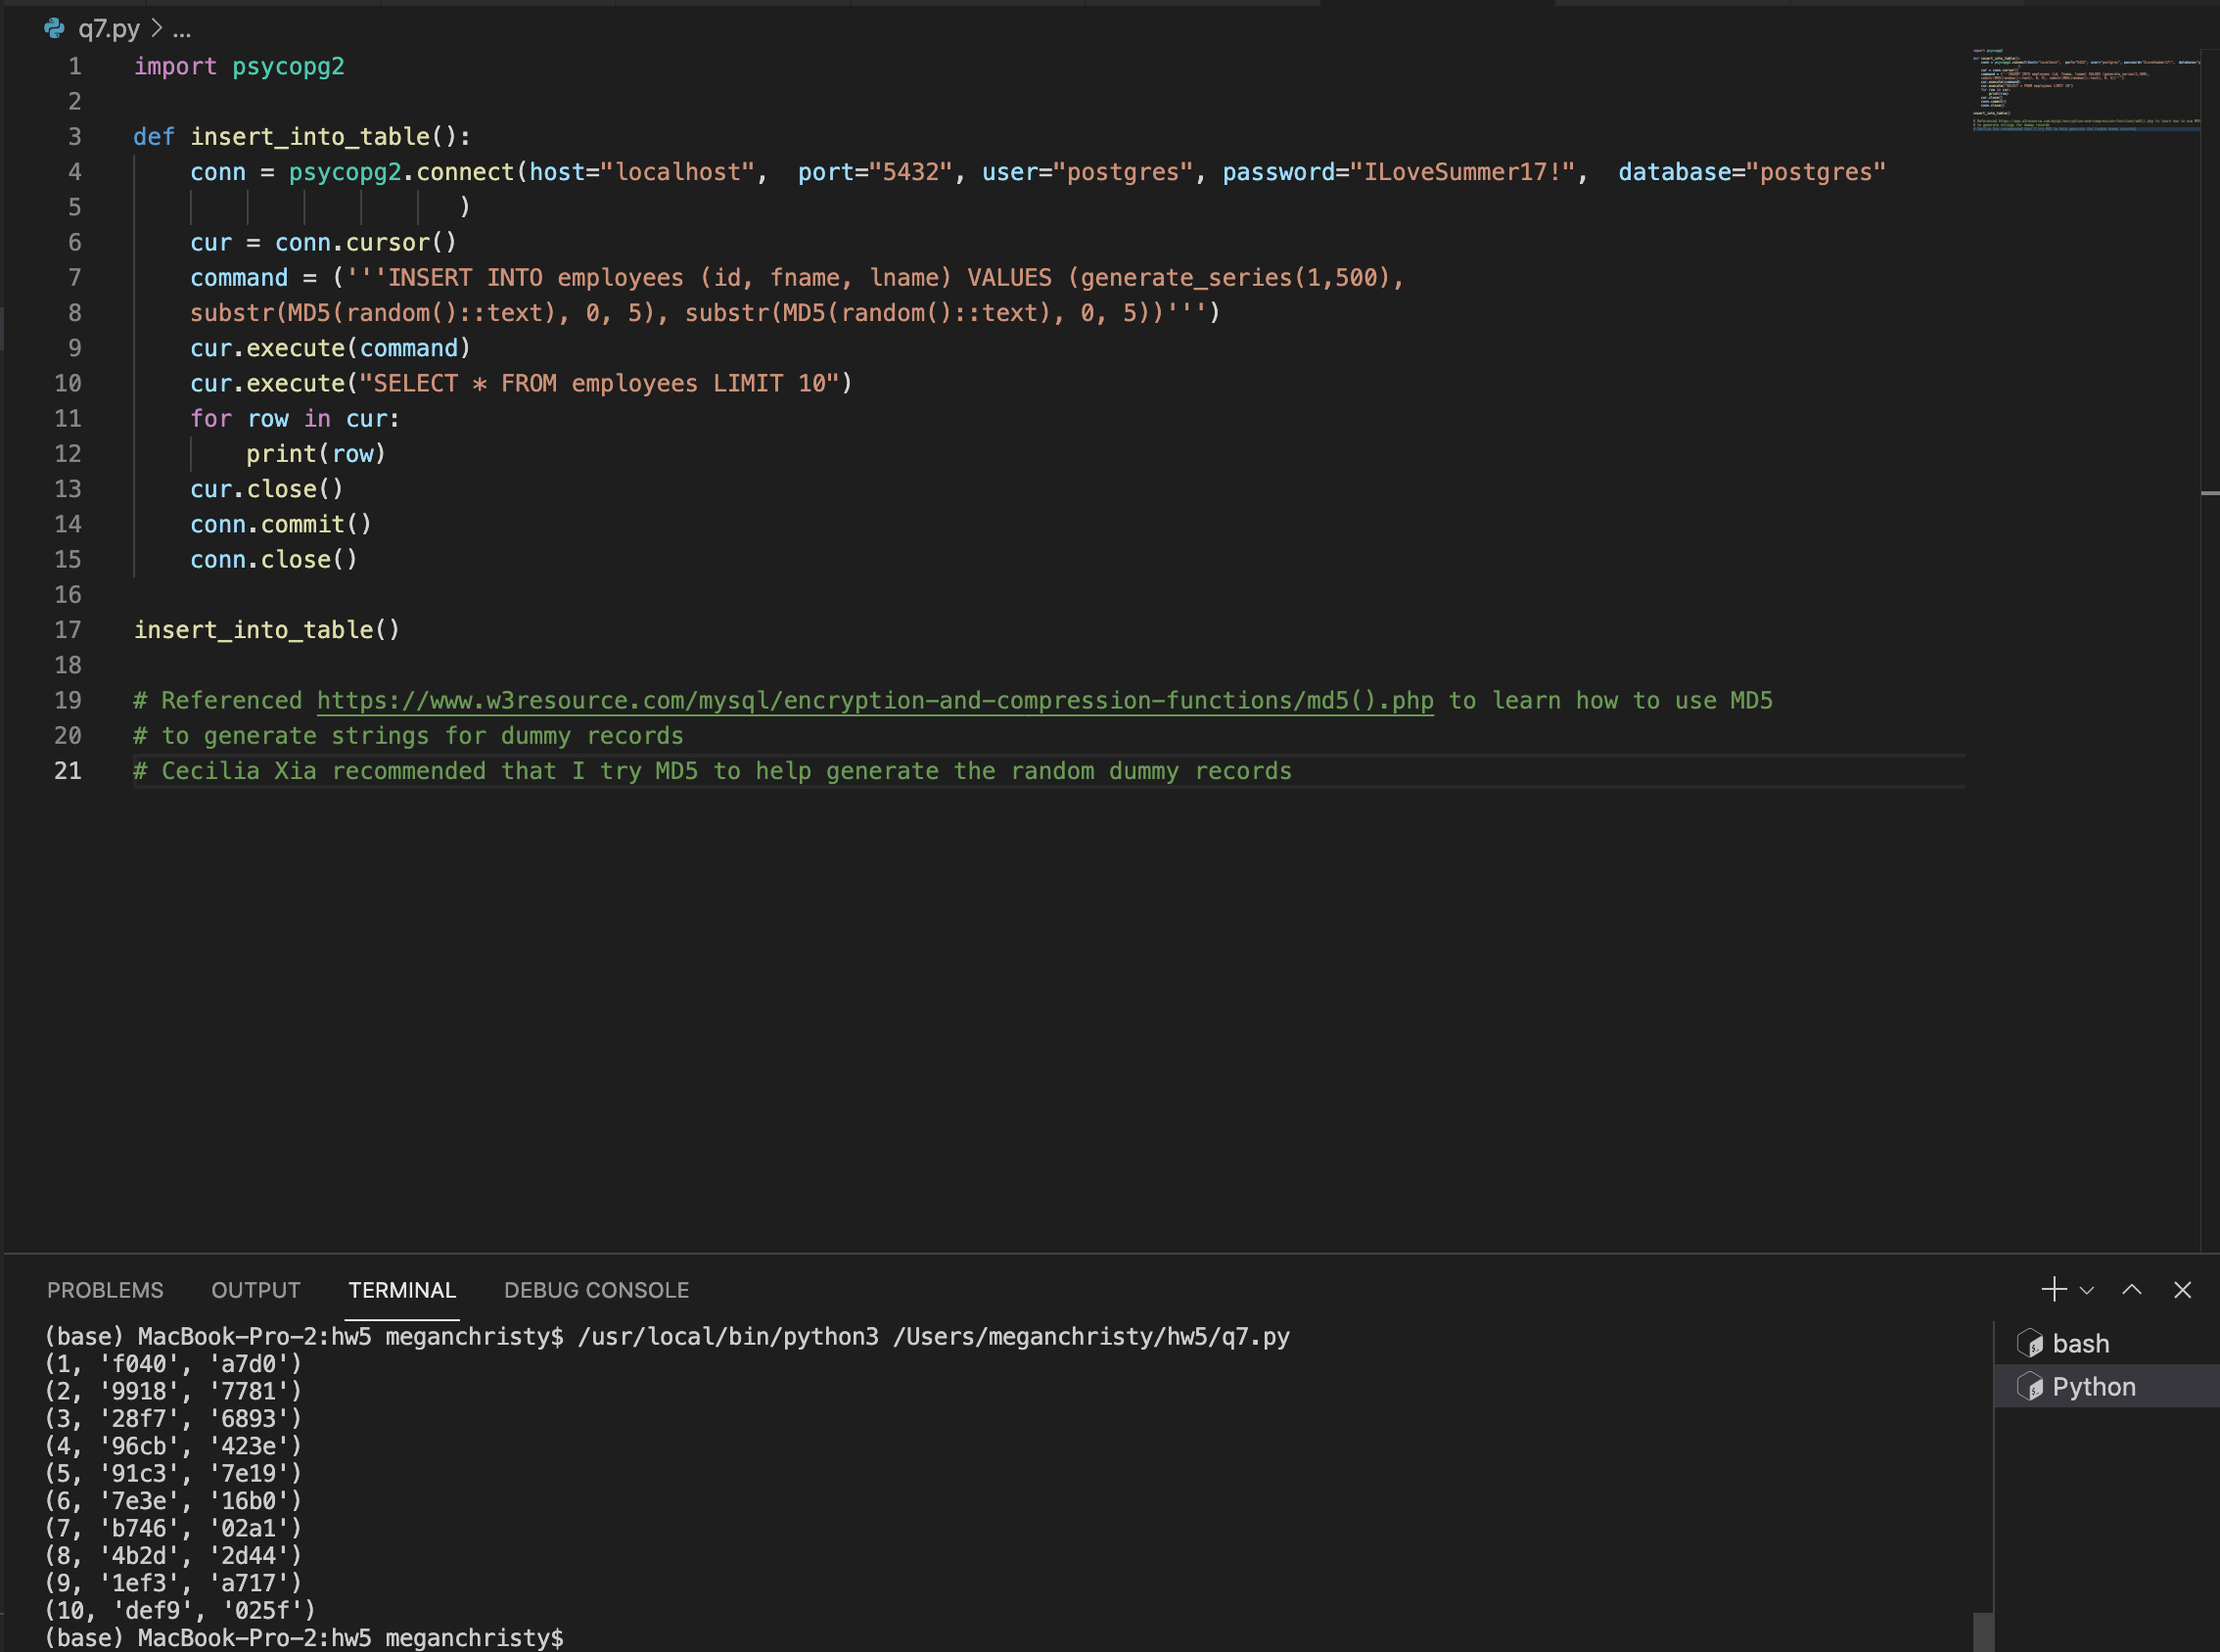 q7.py > ...
1 import psycopg2
2
3 def insert_into_table():
4     conn = psycopg2.connect(host="localhost",  port="5432", user="postgres", password="ILoveSummer17!",  database="postgres"
5                        )
6     cur = conn.cursor()
7     command = ('''INSERT INTO employees (id, fname, lname) VALUES (generate_series(1,500),
8     substr(MD5(random()::text), 0, 5), substr(MD5(random()::text), 0, 5))''')
9     cur.execute(command)
10     cur.execute("SELECT * FROM employees LIMIT 10")
11     for row in cur:
12         print(row)
13     cur.close()
14     conn.commit()
15     conn.close()
16
17 insert_into_table()
18
19 # Referenced https://www.w3resource.com/mysql/encryption-and-compression-functions/md5().php to learn how to use MD5
20 # to generate strings for dummy records
21 # Cecilia Xia recommended that I try MD5 to help generate the random dummy records
PROBLEMS OUTPUT TERMINAL DEBUG CONSOLE
(base) MacBook-Pro-2:hw5 meganchristy$ /usr/local/bin/python3 /Users/meganchristy/hw5/q7.py
(1, 'f040', 'a7d0')
(2, '9918', '7781')
(3, '28f7', '6893')
(4, '96cb', '423e')
(5, '91c3', '7e19')
(6, '7e3e', '16b0')
(7, 'b746', '02a1')
(8, '4b2d', '2d44')
(9, '1ef3', 'a717')
(10, 'def9', '025f')
(base) MacBook-Pro-2:hw5 meganchristy$
bash
Python